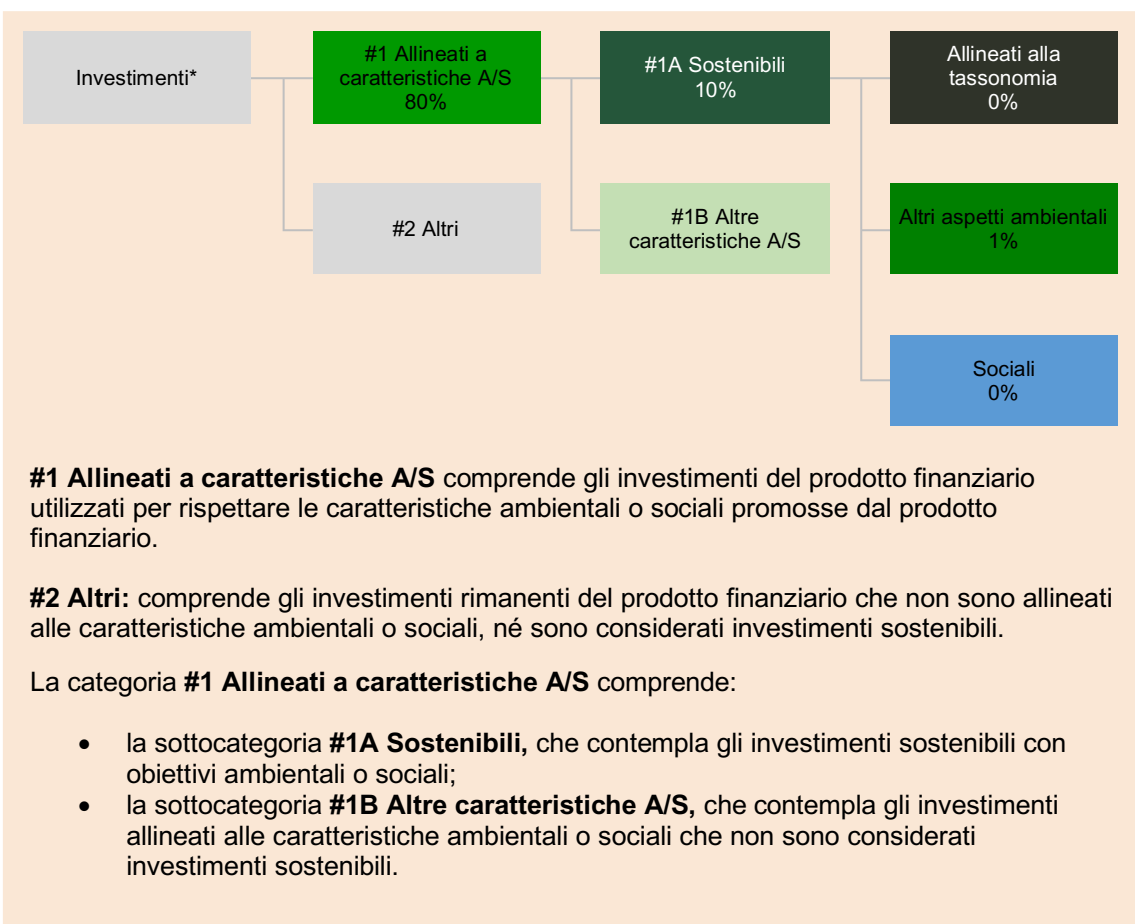 Investimenti*
#1 Allineati a
caratteristiche A/S
80%
#1A Sostenibili
10%
Allineati alla
tassonomia
0%
#2 Altri
#1B Altre
caratteristiche A/S
Altri aspetti ambientali
1%
Sociali
0%
#1 Allineati a caratteristiche A/S comprende gli investimenti del prodotto finanziario
utilizzati per rispettare le caratteristiche ambientali o sociali promosse dal prodotto
finanziario.
#2 Altri: comprende gli investimenti rimanenti del prodotto finanziario che non sono allineati
alle caratteristiche ambientali o sociali, né sono considerati investimenti sostenibili.
La categoria #1 Allineati a caratteristiche A/S comprende:
• la sottocategoria #1A Sostenibili, che contempla gli investimenti sostenibili con
obiettivi ambientali o sociali;
• la sottocategoria #1B Altre caratteristiche A/S, che contempla gli investimenti
allineati alle caratteristiche ambientali o sociali che non sono considerati
investimenti sostenibili.